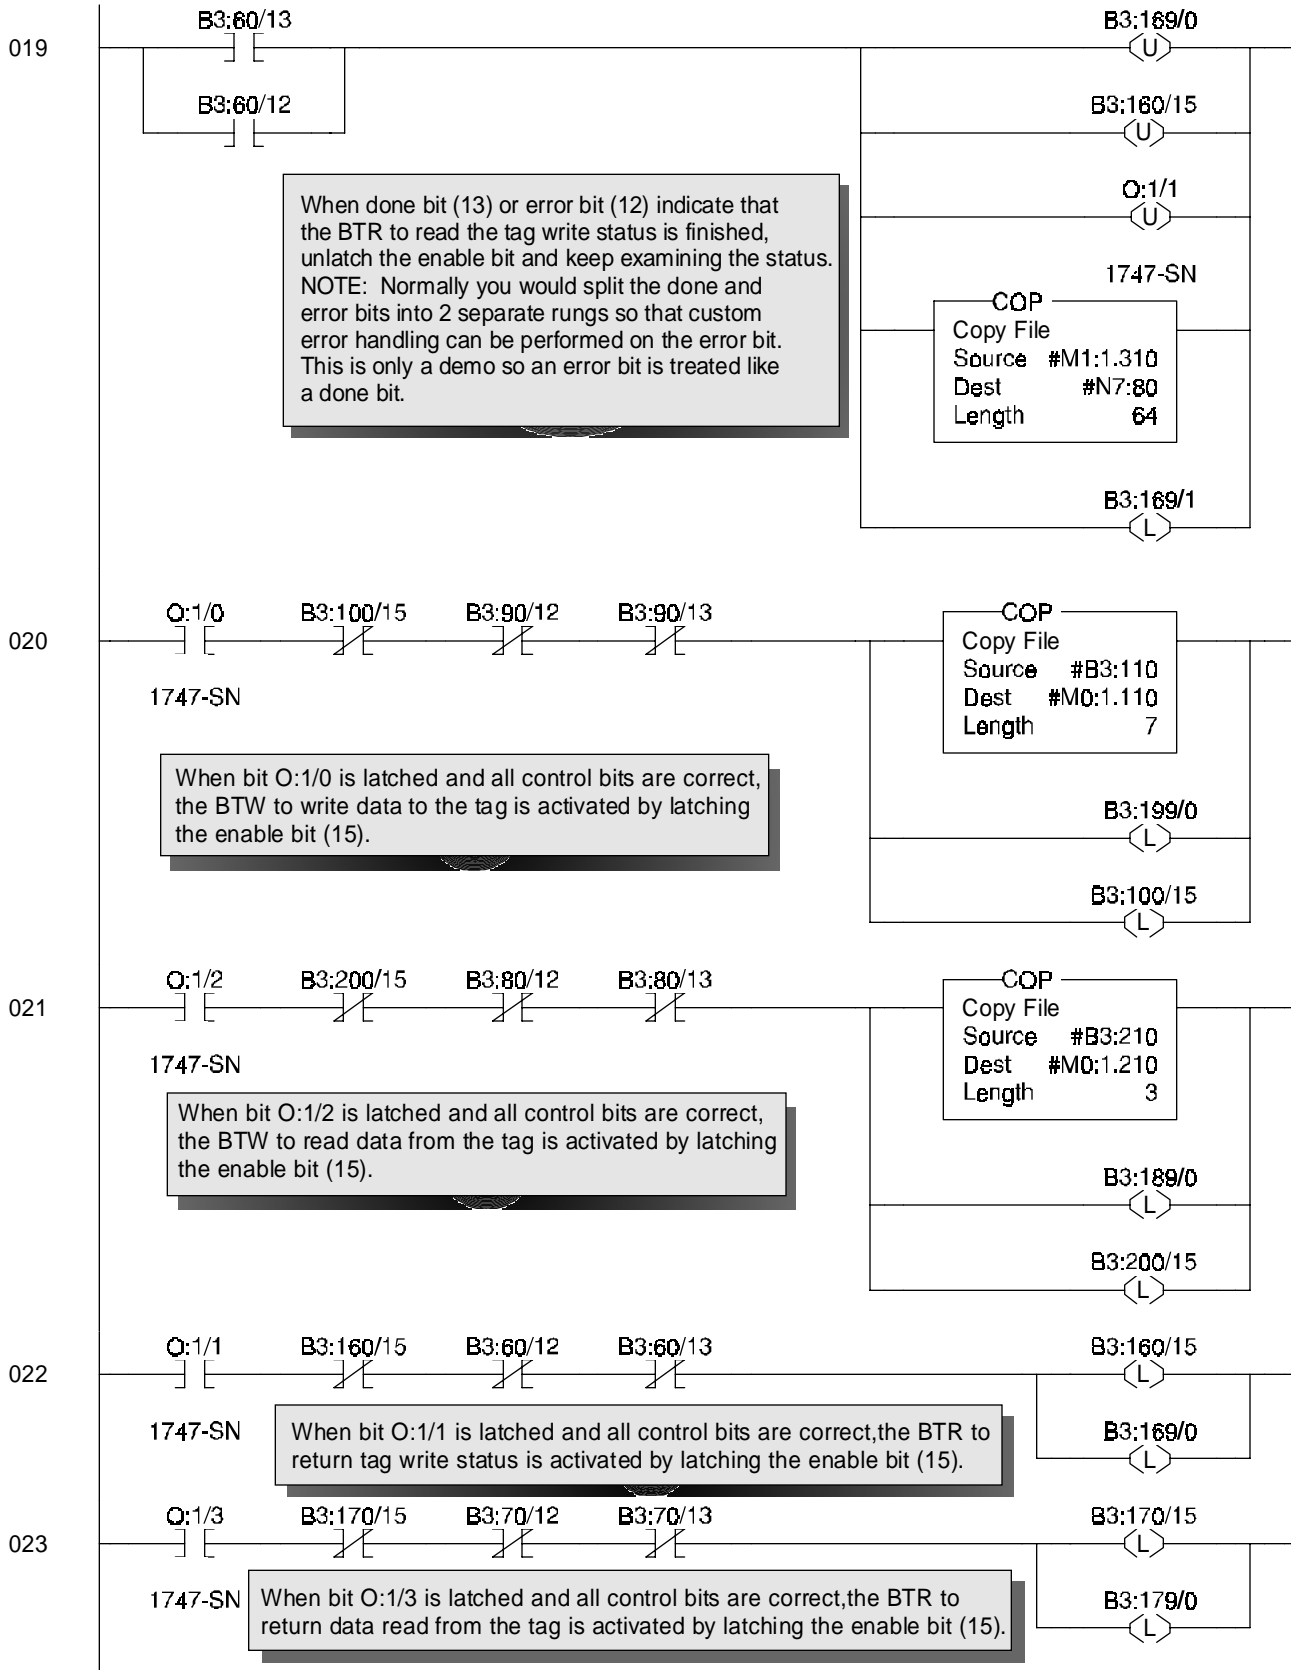 B3:60/13
B3:169/0
019
(U)
B3:60/12
B3:160/15
(U)
O:1/1
(U)
When done bit (13) or error bit (12) indicate that
the BTR to read the tag write status is finished,
unlatch the enable bit and keep examining the status.
NOTE:  Normally you would split the done and
error bits into 2 separate rungs so that custom
error handling can be performed on the error bit.
This is only a demo so an error bit is treated like
a done bit.
1747-SN
COP
Copy File
Source #M1:1.310
Dest #N7:80
Length 64
B3:169/1
(L)
O:1/0 B3:100/15 B3:90/12 B3:90/13
020
1747-SN
COP
Copy File
Source #B3:110
Dest #M0:1.110
Length 7
When bit O:1/0 is latched and all control bits are correct,
the BTW to write data to the tag is activated by latching
the enable bit (15).
B3:199/0
(L)
B3:100/15
(L)
O:1/2 B3:200/15 B3:80/12 B3:80/13
021
1747-SN
COP
Copy File
Source #B3:210
Dest #M0:1.210
Length 3
When bit O:1/2 is latched and all control bits are correct,
the BTW to read data from the tag is activated by latching
the enable bit (15).
B3:189/0
(L)
B3:200/15
(L)
O:1/1 B3:160/15 B3:60/12 B3:60/13 B3:160/15
022
(L)
1747-SN
When bit O:1/1 is latched and all control bits are correct,the BTR to
return tag write status is activated by latching the enable bit (15).
B3:169/0
(L)
O:1/3 B3:170/15 B3:70/12 B3:70/13 B3:170/15
023
(L)
1747-SN
When bit O:1/3 is latched and all control bits are correct,the BTR to
return data read from the tag is activated by latching the enable bit (15).
B3:179/0
(L)